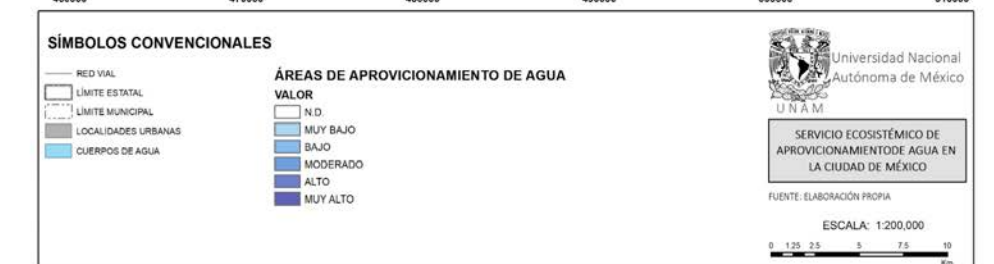 SÍMBOLOS CONVENCIONALES
RED VIAL
LÍMITE ESTATAL
LÍMITE MUNICIPAL
LOCALIDADES URBANAS
CUERPOS DE AGUA
ÁREAS DE APROVICIONAMIENTO DE AGUA
VALOR
N.D.
MUY BAJO
BAJO
MODERADO
ALTO
MUY ALTO
Universidad Nacional
Autónoma de México
UNAM
SERVICIO ECOSISTÉMICO DE
APROVICIONAMIENTODE AGUA EN
LA CIUDAD DE MÉXICO
FUENTE: ELABORACIÓN PROPIA
ESCALA: 1:200,000
0 1.25 2.5 5 7.5 10
Km